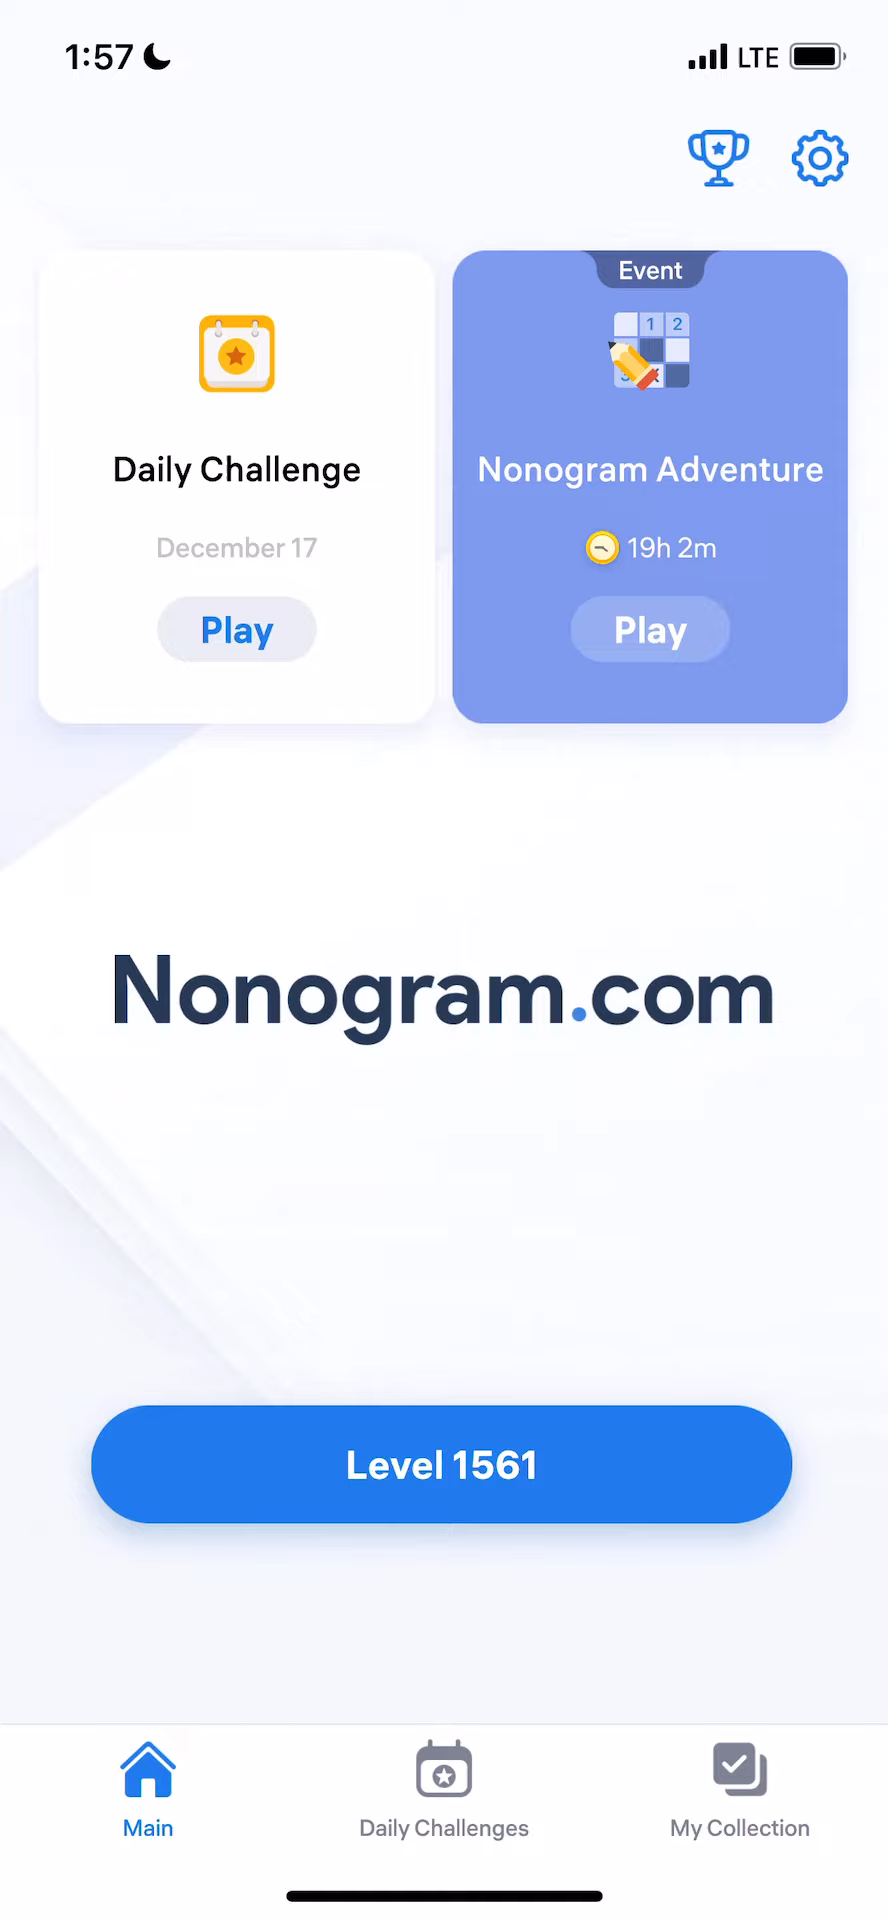 1:57
LTE
Event
1 2
Daily Challenge
December 17
Play
Nonogram Adventure
19h 2m
Play
Nonogram.com
Level 1561
Main
Daily Challenges
My Collection